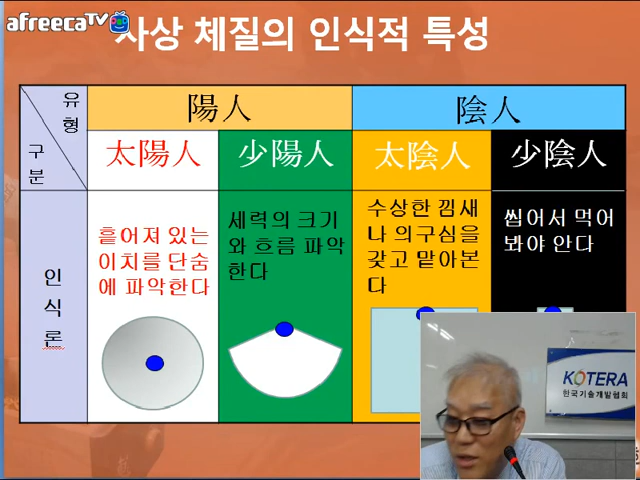 afreecaTV
사상 체질의 인식적 특성
유형
구분
陽人
陰人
太陽人
少陽人
太陰人
少陰人
인식론
흩어져 있는
이치를 단숨
에 파악한다
세력의 크기
와 흐름 파악
한다
수상한 낌새
나 의구심을
갖고 맡아본
다
씹어서 먹어
봐야 안다
KOTERA
한국기술개발협회